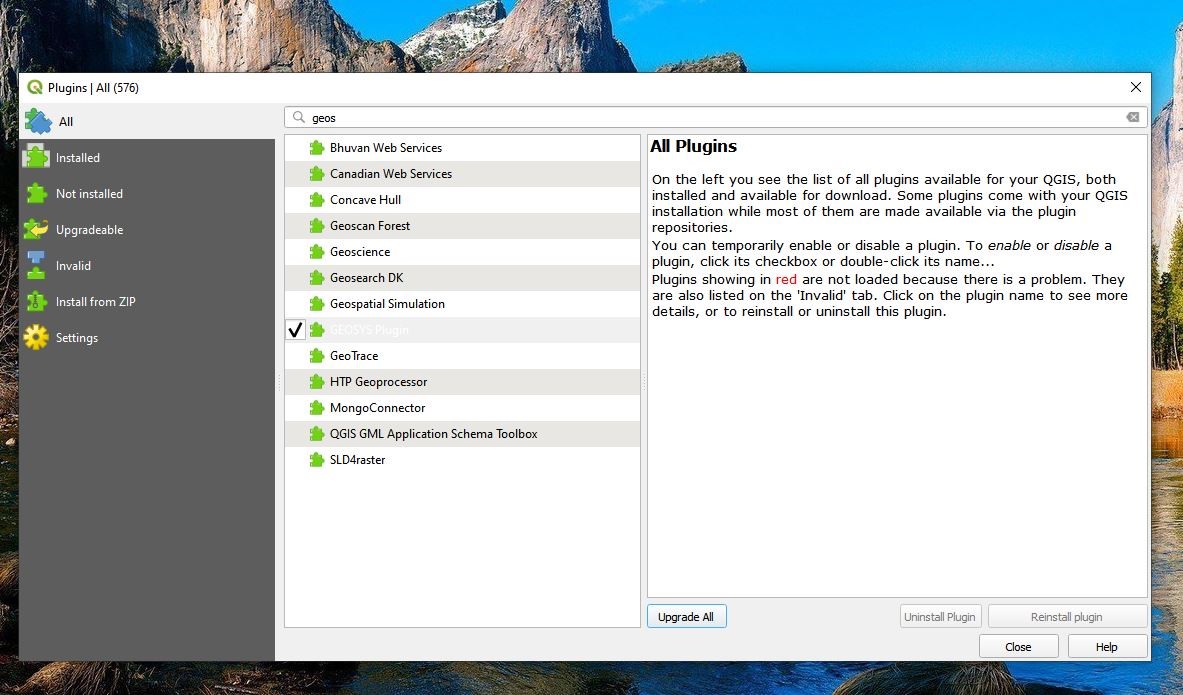 Plugins | All (576)
All
Installed
Not installed
Upgradeable
Invalid
Install from ZIP
Settings
geos
Bhuvan Web Services
Canadian Web Services
Concave Hull
Geoscan Forest
Geoscience
Geosearch DK
Geospatial Simulation
GEOSYS Plugin
GeoTrace
HTP Geoprocessor
MongoConnector
QGIS GML Application Schema Toolbox
SLD4raster
All Plugins
On the left you see the list of all plugins available for your QGIS, both
installed and available for download. Some plugins come with your QGIS
installation while most of them are made available via the plugin
repositories.
You can temporarily enable or disable a plugin. To enable or disable a
plugin, click its checkbox or double-click its name...
Plugins showing in red are not loaded because there is a problem. They
are also listed on the 'Invalid' tab. Click on the plugin name to see more
details, or to reinstall or uninstall this plugin.
Upgrade All
Uninstall Plugin
Reinstall plugin
Close
Help